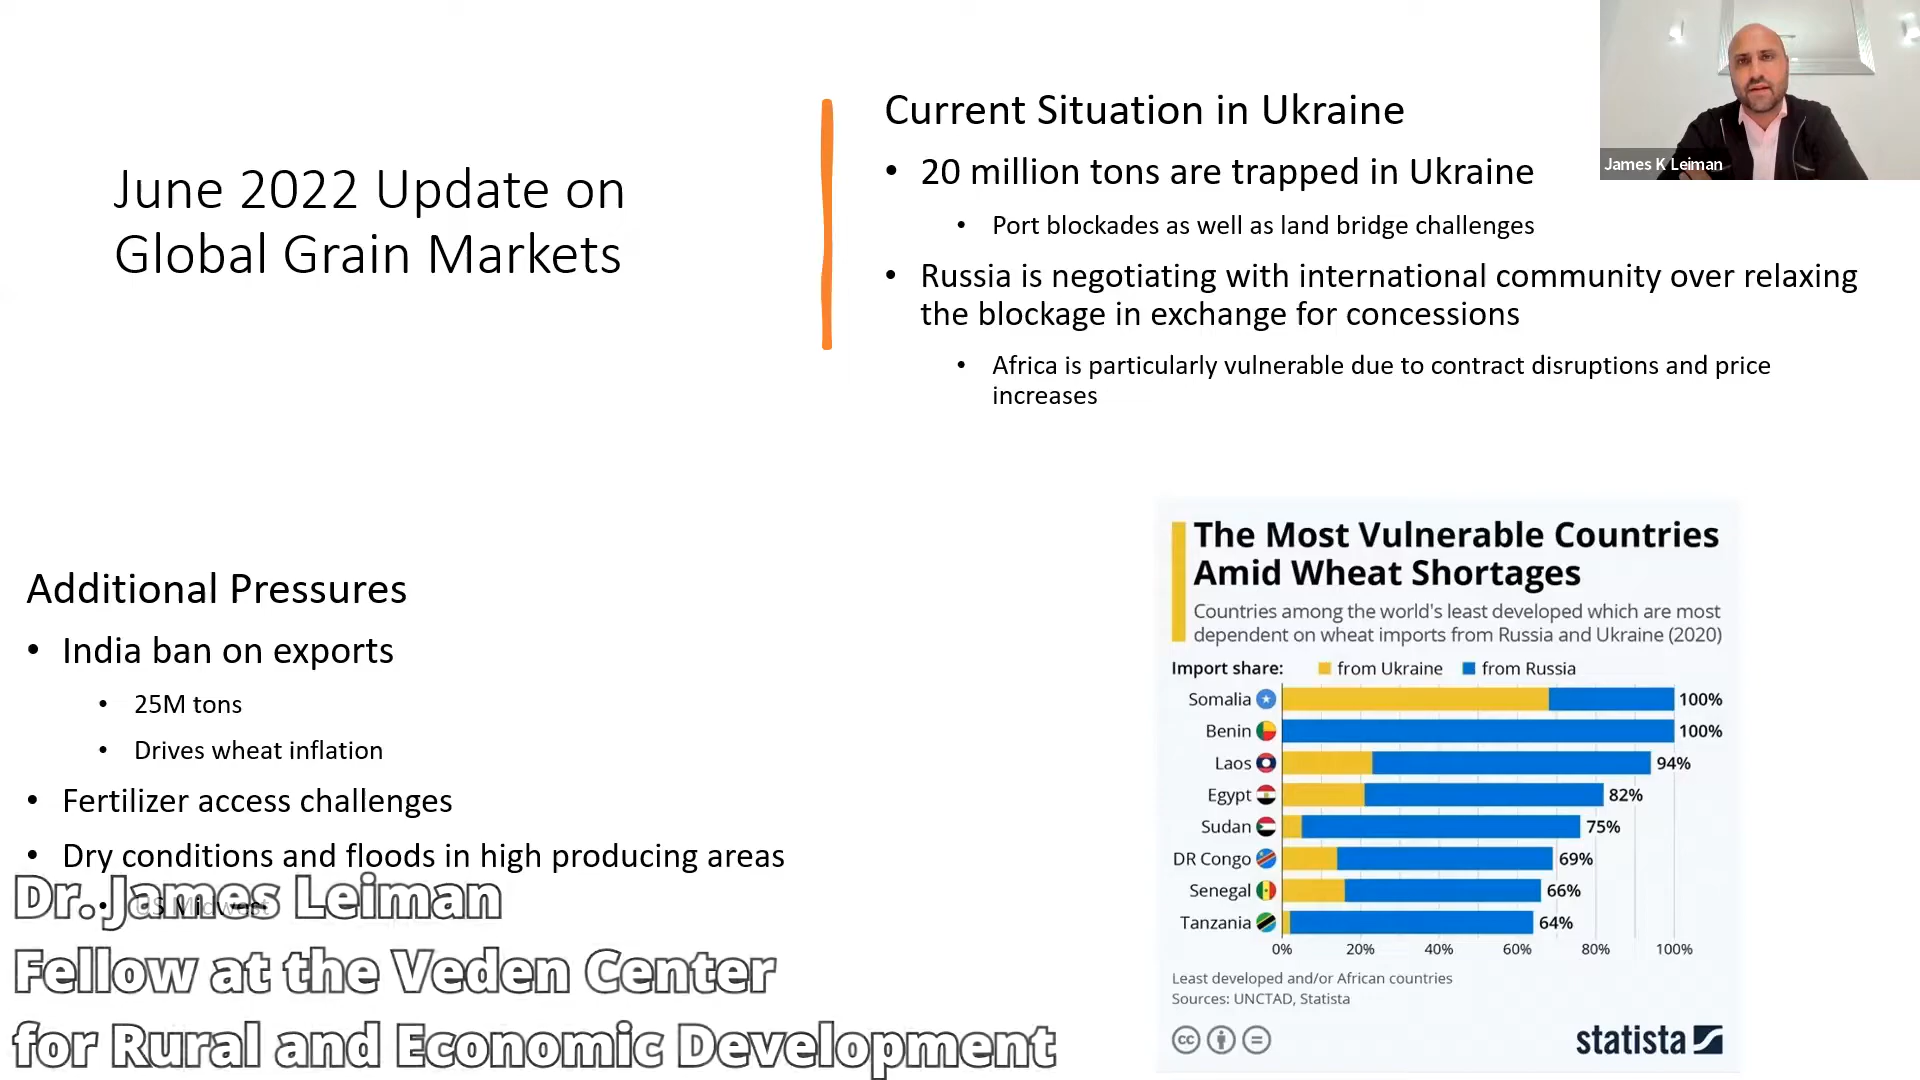 June 2022 Update on
Global Grain Markets
Current Situation in Ukraine
• 20 million tons are trapped in Ukraine
• Port blockades as well as land bridge challenges
• Russia is negotiating with international community over relaxing
the blockage in exchange for concessions
• Africa is particularly vulnerable due to contract disruptions and price
increases
James K Leiman
Additional Pressures
• India ban on exports
• 25M tons
• Drives wheat inflation
• Fertilizer access challenges
• Dry conditions and floods in high producing areas
• US Midwest
Dr. James Leiman
Fellow at the Veden Center
for Rural and Economic Development
The Most Vulnerable Countries
Amid Wheat Shortages
Countries among the world's least developed which are most
dependent on wheat imports from Russia and Ukraine (2020)
Import share: from Ukraine from Russia
Somalia 100%
Benin 100%
Laos 94%
Egypt 82%
Sudan 75%
DR Congo 69%
Senegal 66%
Tanzania 64%
0% 20% 40% 60% 80% 100%
Least developed and/or African countries
Sources: UNCTAD, Statista
cc
statista